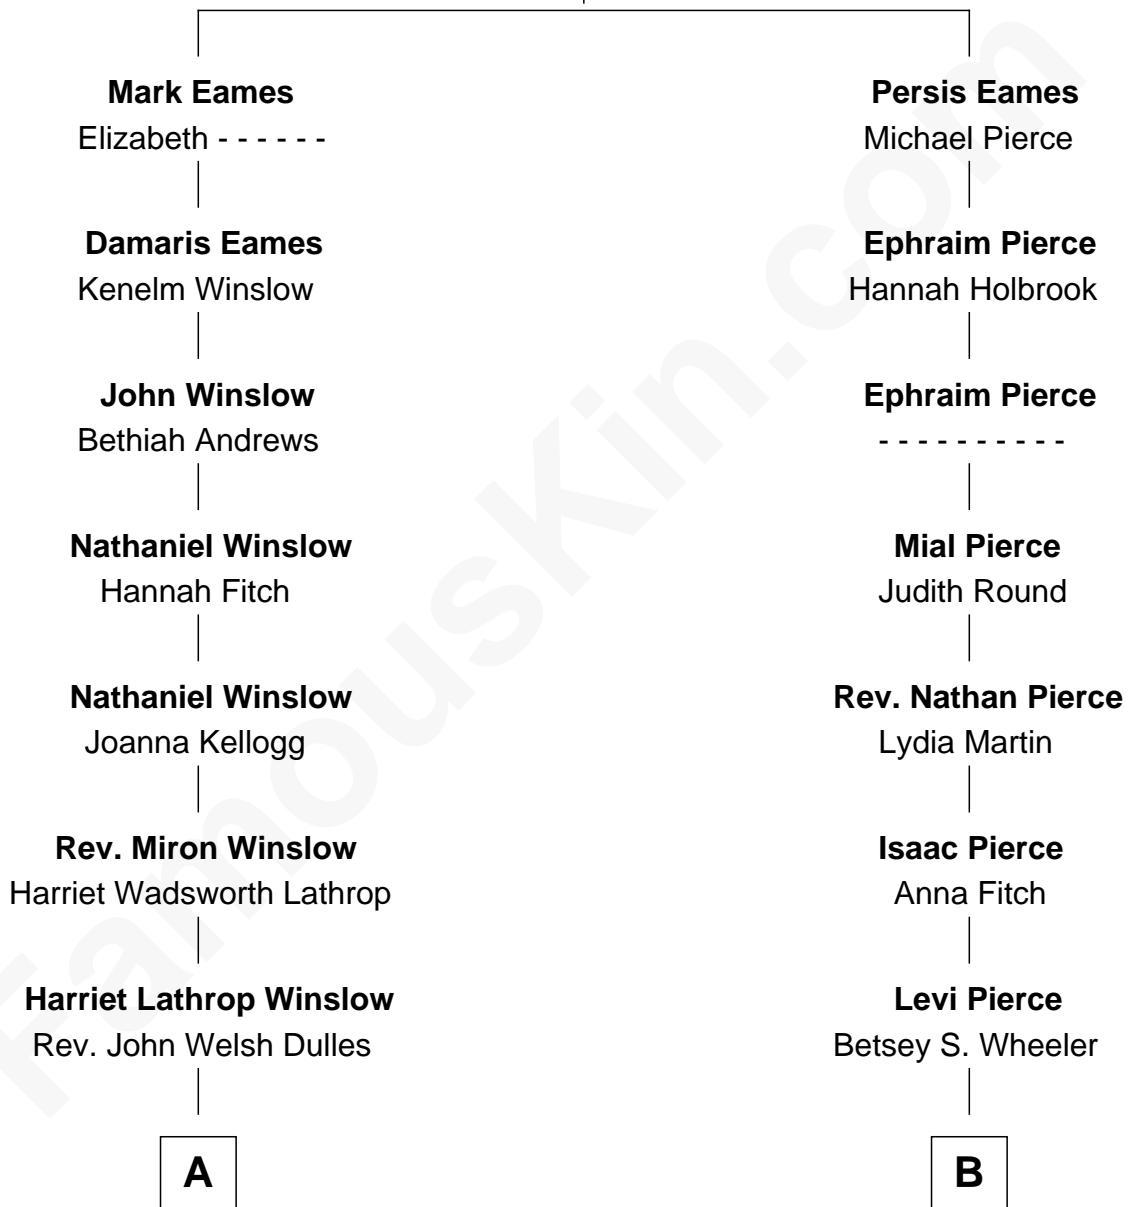 Mark Eames
Elizabeth - - - - - -
Damaris Eames
Kenelm Winslow
John Winslow
Bethiah Andrews
Nathaniel Winslow
Hannah Fitch
Nathaniel Winslow
Joanna Kellogg
Rev. Miron Winslow
Harriet Wadsworth Lathrop
Harriet Lathrop Winslow
Rev. John Welsh Dulles
A
Persis Eames
Michael Pierce
Ephraim Pierce
Hannah Holbrook
Ephraim Pierce
- - - - - - - - - -
Mial Pierce
Judith Round
Rev. Nathan Pierce
Lydia Martin
Isaac Pierce
Anna Fitch
Levi Pierce
Betsey S. Wheeler
B
FamousKin.com